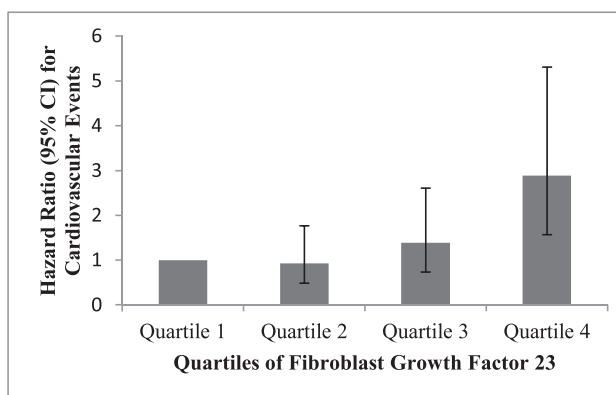 Hazard Ratio (95% CI) for
Cardiovascular Events
6
5
4
3
2
1
0
Quartile 1 Quartile 2 Quartile 3 Quartile 4
Quartiles of Fibroblast Growth Factor 23